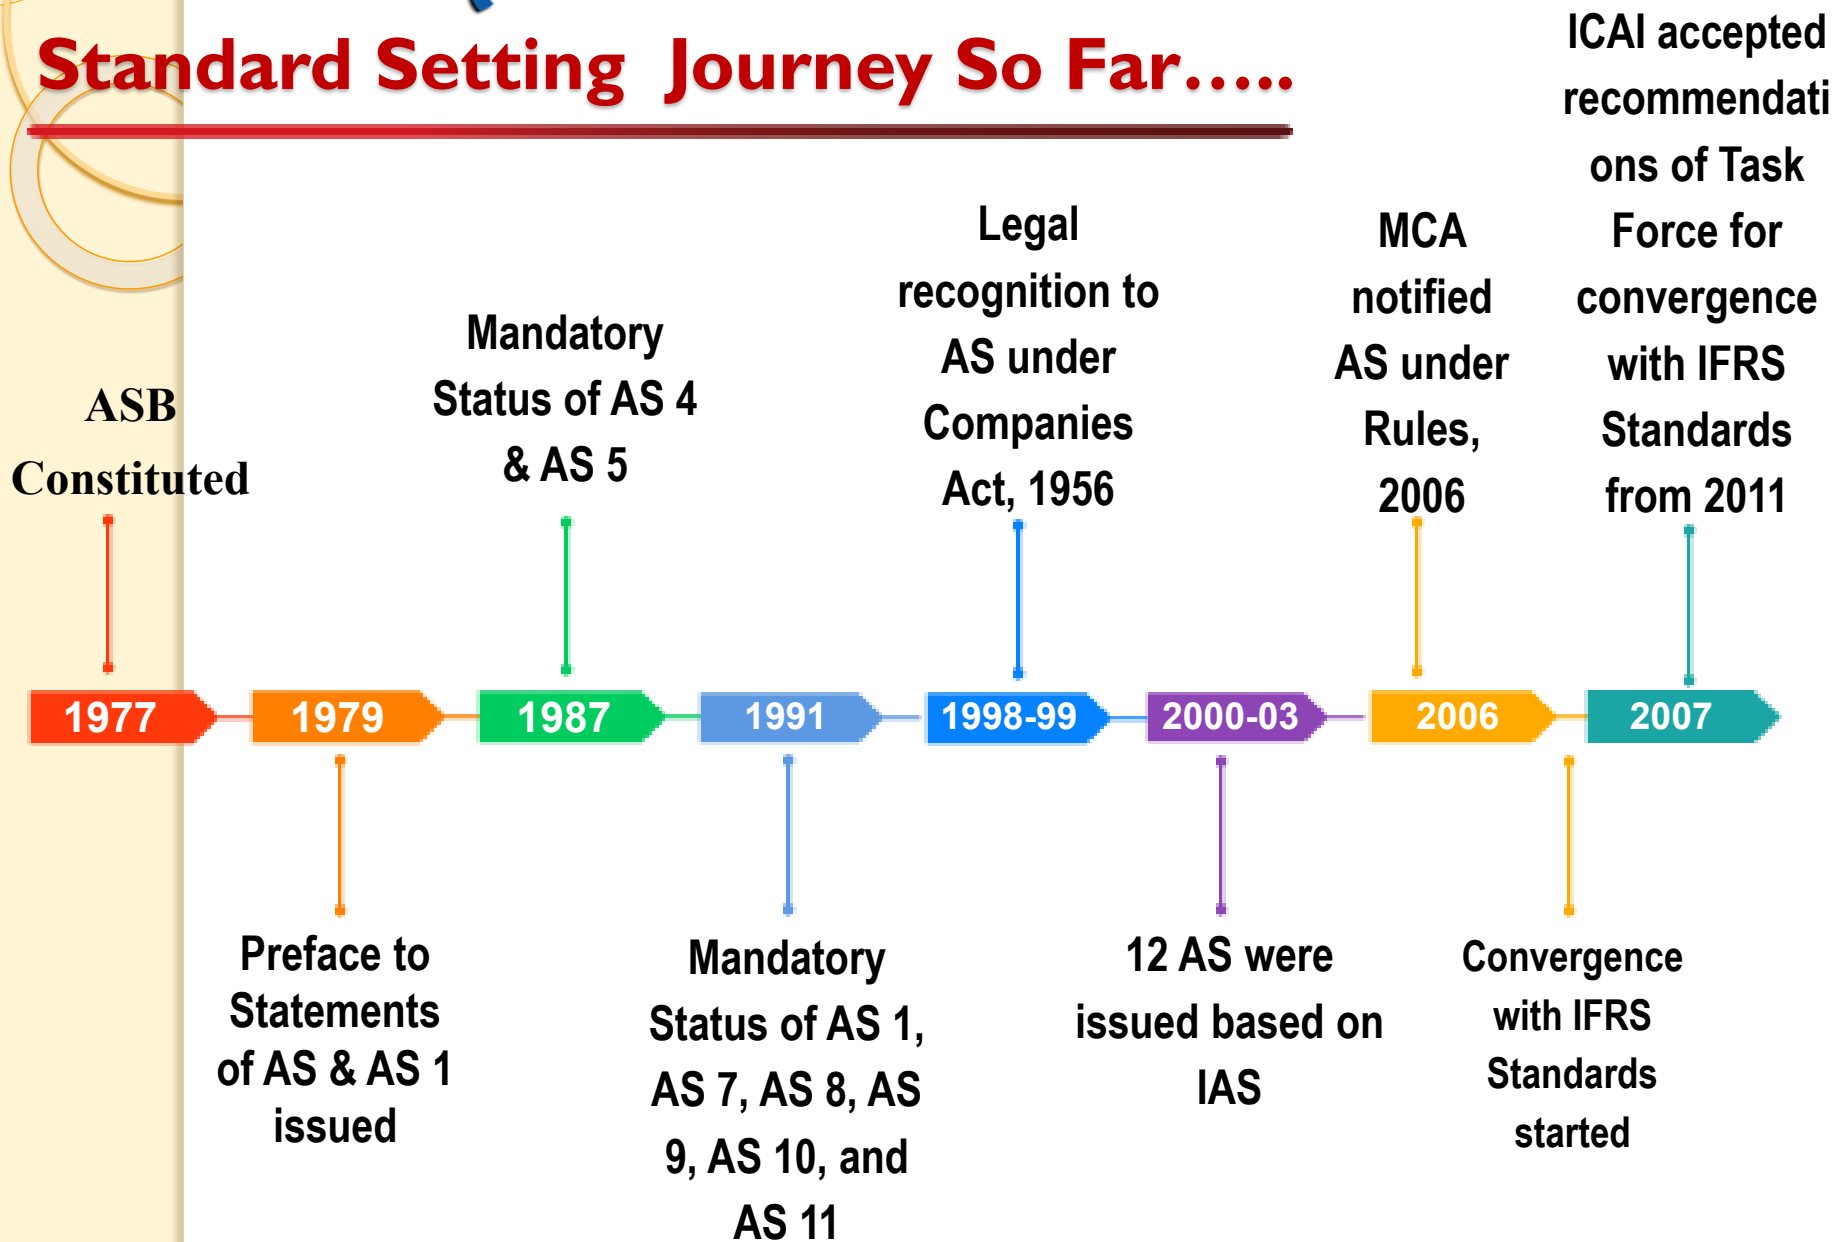 Standard Setting Journey So Far.....
ASB
Constituted
Mandatory
Status of AS 4
& AS 5
Legal
recognition to
AS under
Companies
Act, 1956
MCA
notified
AS under
Rules,
2006
ICAI accepted
recommendati
ons of Task
Force for
convergence
with IFRS
Standards
from 2011
1977
1979
1987
1991
1998-99
2000-03
2006
2007
Preface to
Statements
of AS & AS 1
issued
Mandatory
Status of AS 1,
AS 7, AS 8, AS
9, AS 10, and
AS 11
12 AS were
issued based on
IAS
Convergence
with IFRS
Standards
started